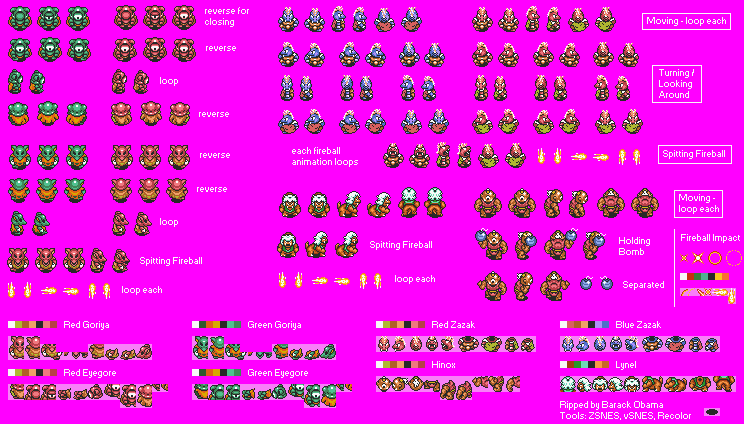 reverse for
closing
reverse
loop
reverse
reverse
reverse
loop
Spitting Fireball
loop each
Moving - loop each
Turning /
Looking
Around
each fireball
animation loops
Spitting Fireball
Moving -
loop each
Spitting Fireball
loop each
Holding
Bomb
Separated
Fireball Impact
Red Goriya
Green Goriya
Red Zazak
Blue Zazak
Red Eyegore
Green Eyegore
Hinox
Lynel
Ripped by Barack Obama
Tools: ZSNES, vSNES, Recolor